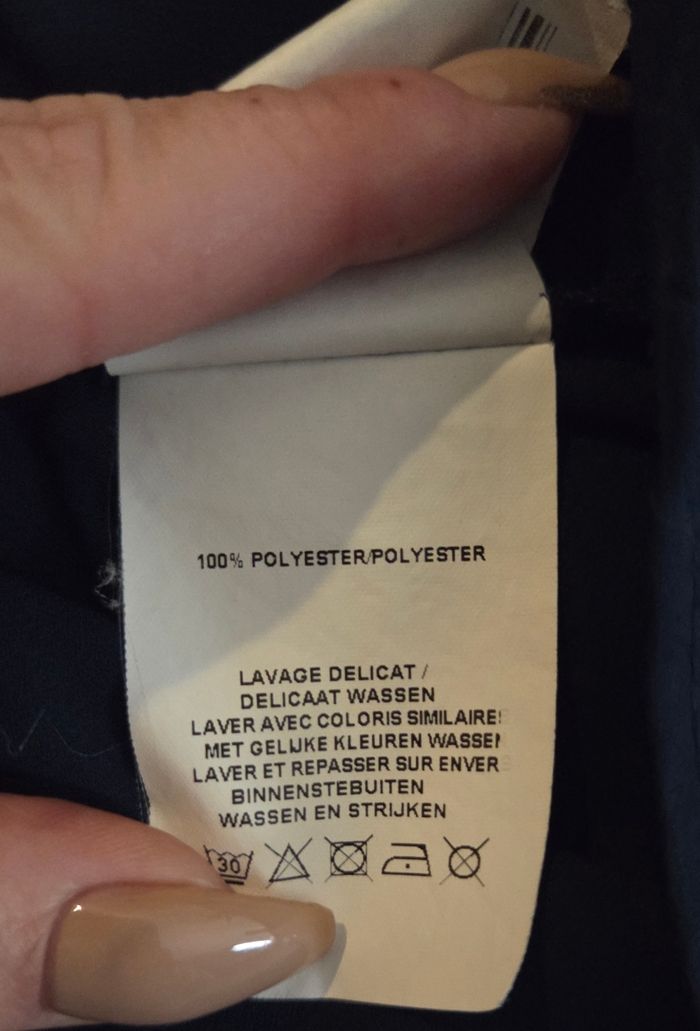 100% POLYESTER/POLYESTER
LAVAGE DELICAT /
DELICAAT WASSEN
LAVER AVEC COLORIS SIMILAIRES
MET GELIJKE KLEUREN WASSEN
LAVER ET REPASSER SUR ENVERS
BINNENSTEBUITEN
WASSEN EN STRIJKEN
30